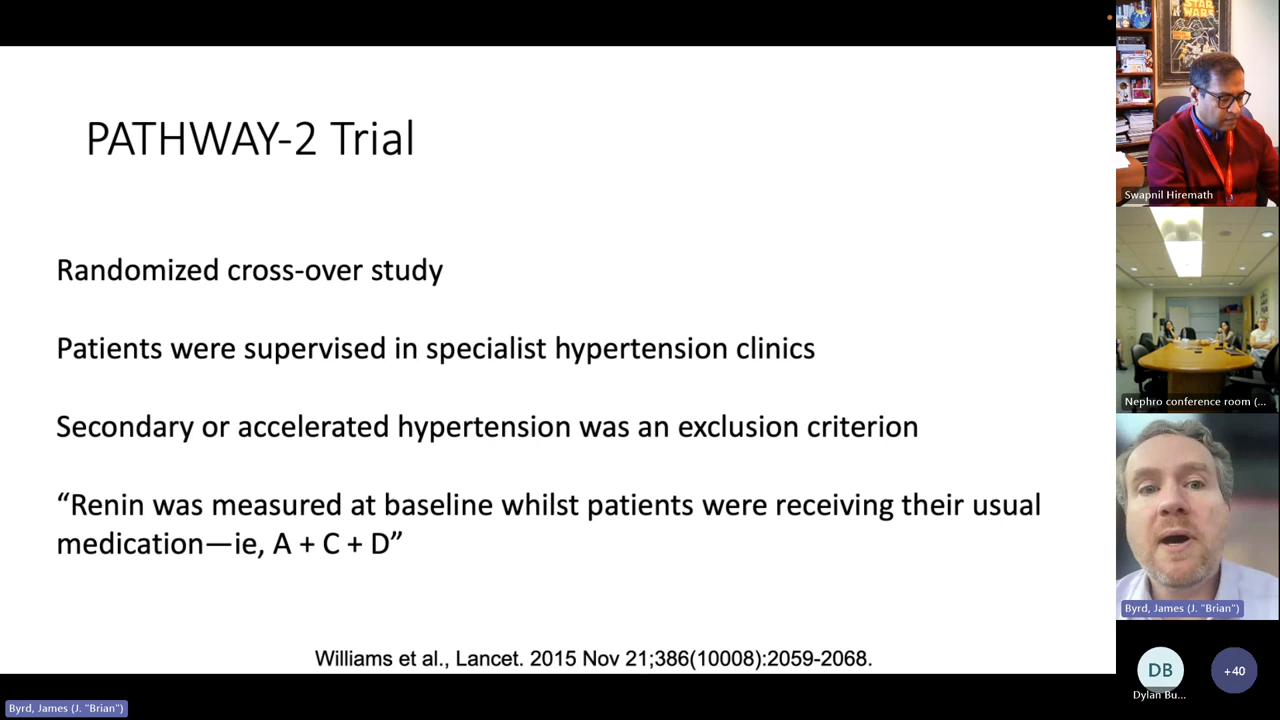 PATHWAY-2 Trial
Randomized cross-over study
Patients were supervised in specialist hypertension clinics
Secondary or accelerated hypertension was an exclusion criterion
“Renin was measured at baseline whilst patients were receiving their usual
medication—ie, A + C + D”
Williams et al., Lancet. 2015 Nov 21;386(10008):2059-2068.
Byrd, James (J. "Brian")
STAR
WARS
Swapnil Hiremath
Nephro conference room (...
Byrd, James (J. "Brian")
DB
Dylan Bu...
+40